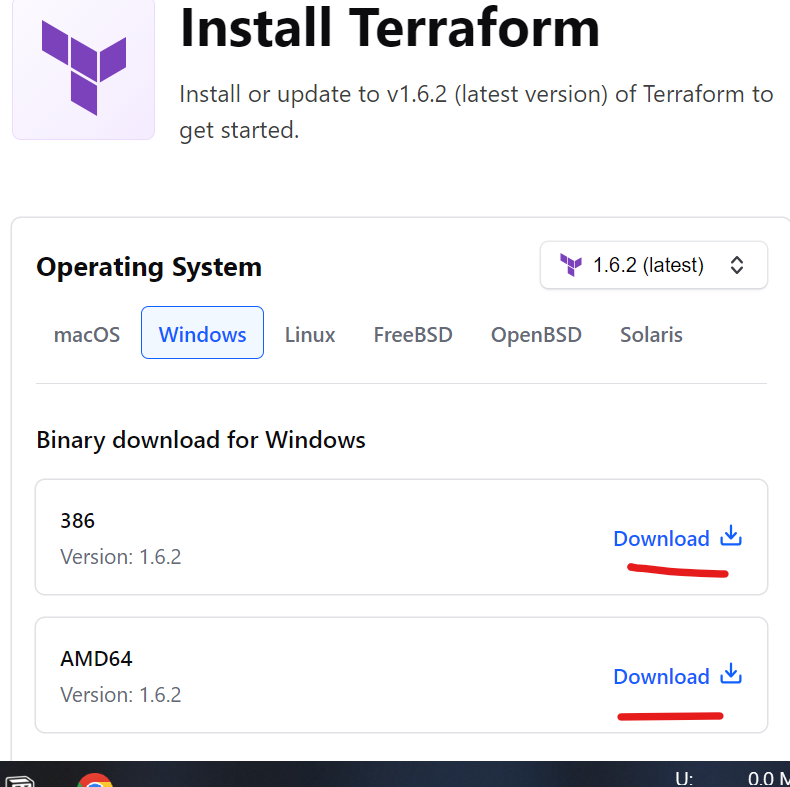 Install Terraform
Install or update to v1.6.2 (latest version) of Terraform to
get started.
Operating System
1.6.2 (latest)
macOS Windows Linux FreeBSD OpenBSD Solaris
Binary download for Windows
386
Version: 1.6.2
Download
AMD64
Version: 1.6.2
Download
U: 0.0 M